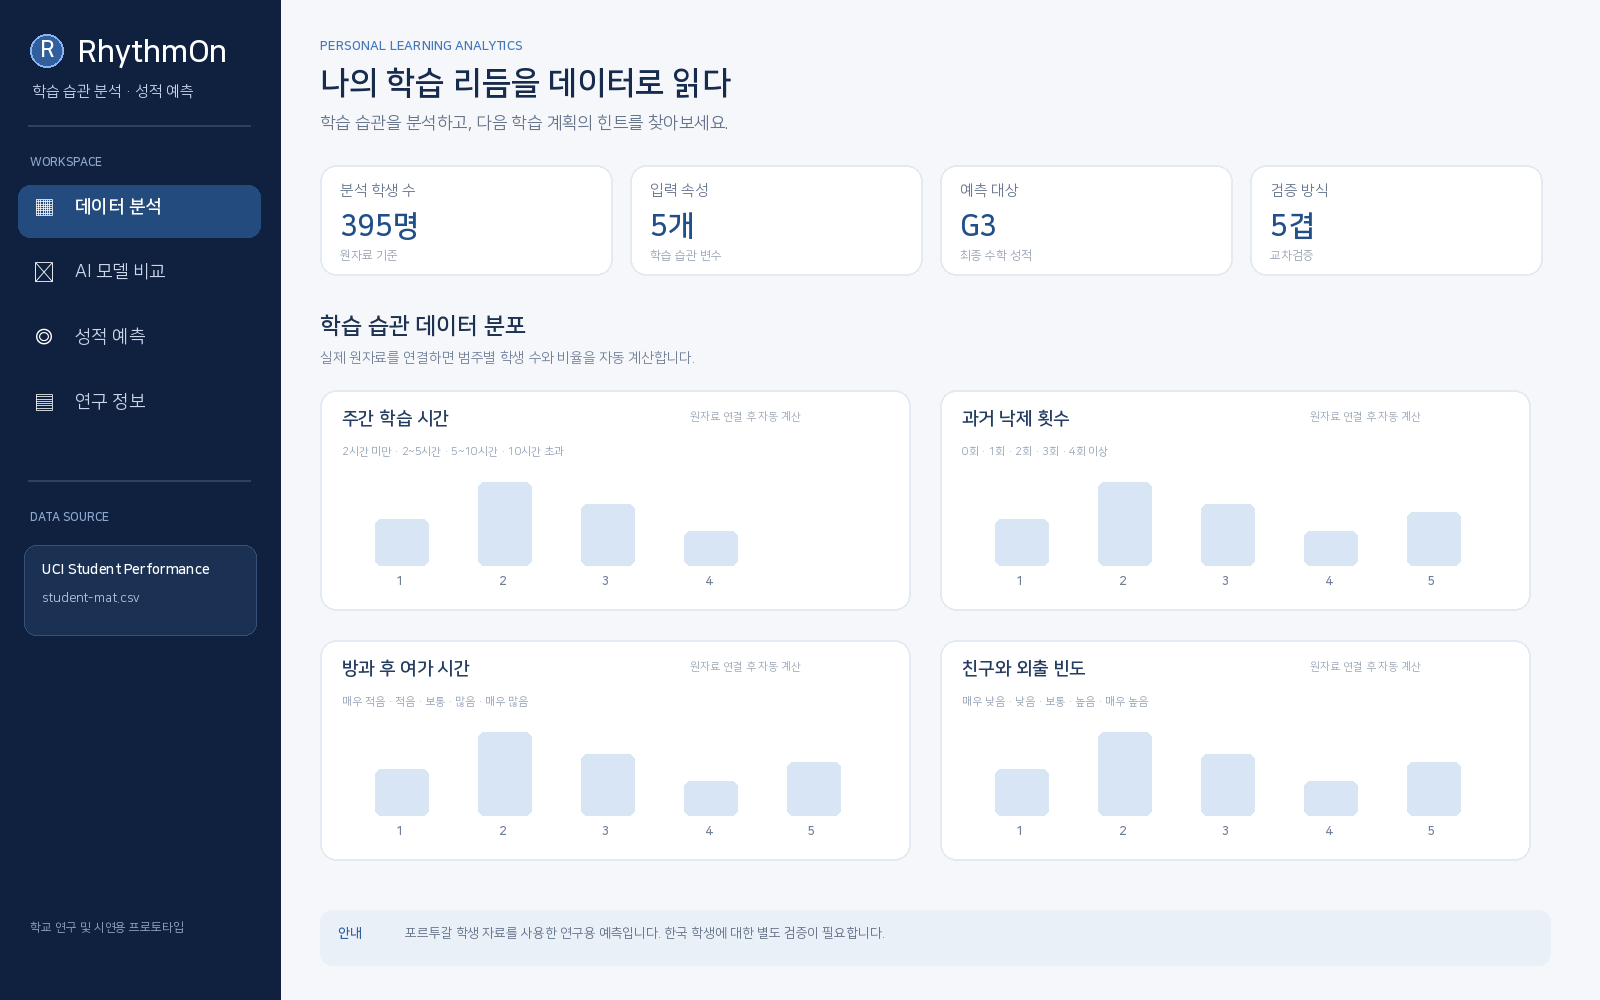 R RhythmOn
학습 습관 분석 · 성적 예측
WORKSPACE
데이터 분석
AI 모델 비교
성적 예측
연구 정보
DATA SOURCE
UCI Student Performance
student-mat.csv
학교 연구 및 시연용 프로토타입
PERSONAL LEARNING ANALYTICS
나의 학습 리듬을 데이터로 읽다
학습 습관을 분석하고, 다음 학습 계획의 힌트를 찾아보세요.
분석 학생 수
395명
원자료 기준
입력 속성
5개
학습 습관 변수
예측 대상
G3
최종 수학 성적
검증 방식
5겹
교차검증
학습 습관 데이터 분포
실제 원자료를 연결하면 범주별 학생 수와 비율을 자동 계산합니다.
주간 학습 시간
원자료 연결 후 자동 계산
2시간 미만 · 2~5시간 · 5~10시간 · 10시간 초과
1 2 3 4
과거 낙제 횟수
원자료 연결 후 자동 계산
0회 · 1회 · 2회 · 3회 · 4회 이상
1 2 3 4 5
방과 후 여가 시간
원자료 연결 후 자동 계산
매우 적음 · 적음 · 보통 · 많음 · 매우 많음
1 2 3 4 5
친구와 외출 빈도
원자료 연결 후 자동 계산
매우 낮음 · 낮음 · 보통 · 높음 · 매우 높음
1 2 3 4 5
안내 포르투갈 학생 자료를 사용한 연구용 예측입니다. 한국 학생에 대한 별도 검증이 필요합니다.